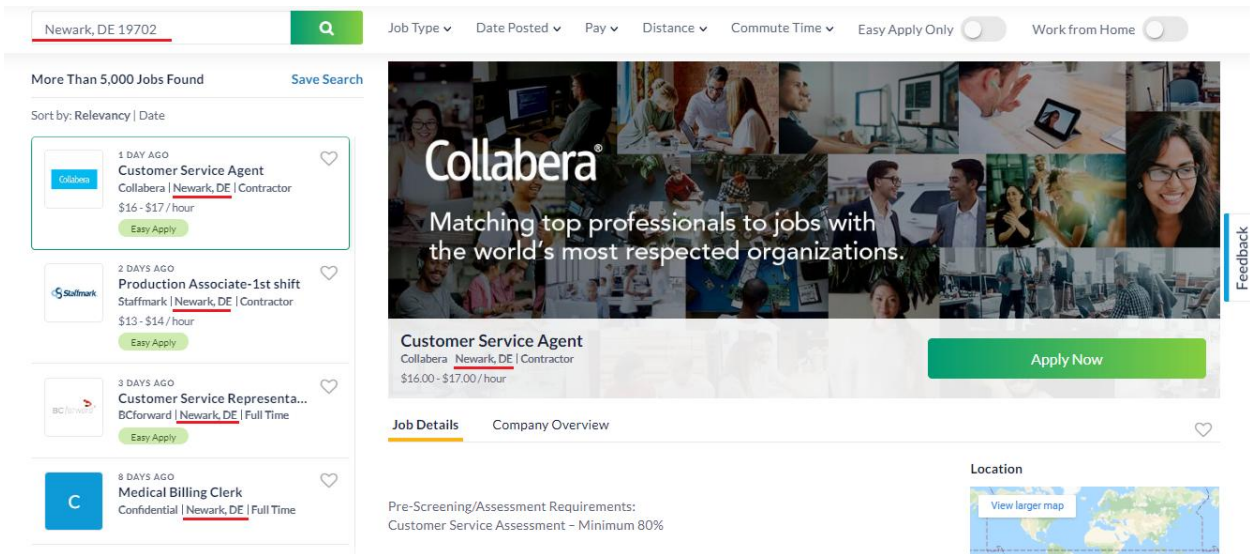 Newark, DE 19702
Job Type Date Posted Pay Distance Commute Time Easy Apply Only Work from Home
More Than 5,000 Jobs Found Save Search
Sort by: Relevancy | Date
Collabera
1 DAY AGO
Customer Service Agent
Collabera | Newark, DE | Contractor
$16 - $17 / hour
Easy Apply
Staffmark
2 DAYS AGO
Production Associate-1st shift
Staffmark | Newark, DE | Contractor
$13 - $14 / hour
Easy Apply
BCforward
3 DAYS AGO
Customer Service Representa...
BCforward | Newark, DE | Full Time
Easy Apply
C
8 DAYS AGO
Medical Billing Clerk
Confidential | Newark, DE | Full Time
Collabera®
Matching top professionals to jobs with
the world's most respected organizations.
Customer Service Agent
Collabera Newark, DE | Contractor
$16.00 - $17.00 / hour
Apply Now
Job Details Company Overview
Pre-Screening/Assessment Requirements:
Customer Service Assessment – Minimum 80%
Location
View larger map
Feedback